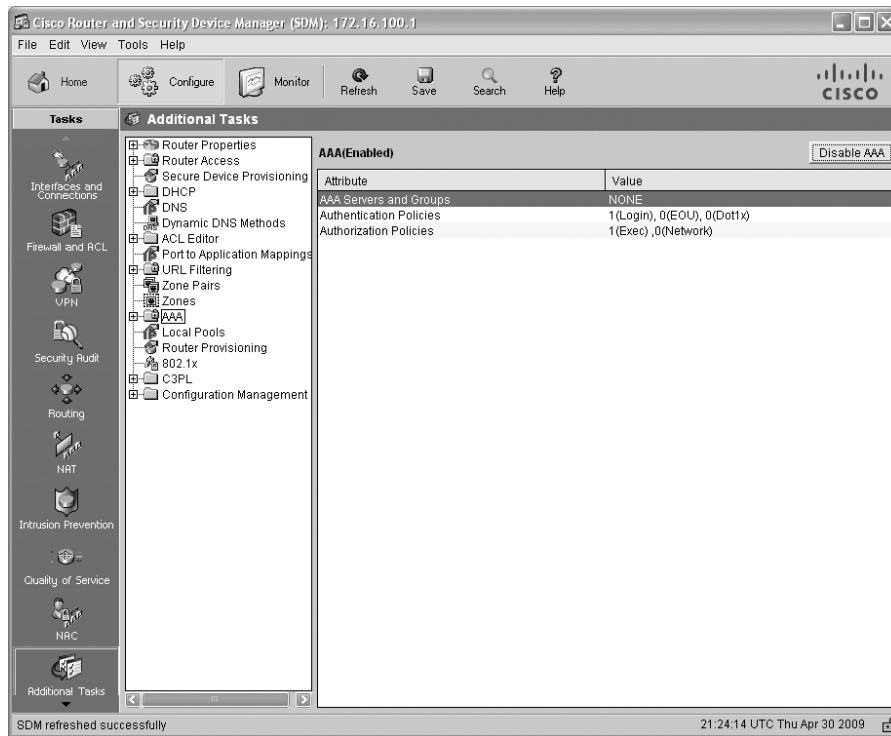 Cisco Router and Security Device Manager (SDM): 172.16.100.1
File Edit View Tools Help
Home
Configure
Monitor
Refresh
Save
Search
Help
CISCO
Tasks
Additional Tasks
Interfaces and
Connections
Firewall and ACL
VPN
Security Audit
Routing
NAT
Intrusion Prevention
Quality of Service
NAC
Additional Tasks
Router Properties
Router Access
Secure Device Provisioning
DHCP
DNS
Dynamic DNS Methods
ACL Editor
Port to Application Mappings
URL Filtering
Zone Pairs
Zones
AAA
Local Pools
Router Provisioning
802.1x
C3PL
Configuration Management
AAA(Enabled)
Disable AAA
Attribute Value
AAA Servers and Groups NONE
Authentication Policies 1(Login), 0(EOU), 0(Dot1x)
Authorization Policies 1(Exec) ,0(Network)
SDM refreshed successfully
21:24:14 UTC Thu Apr 30 2009